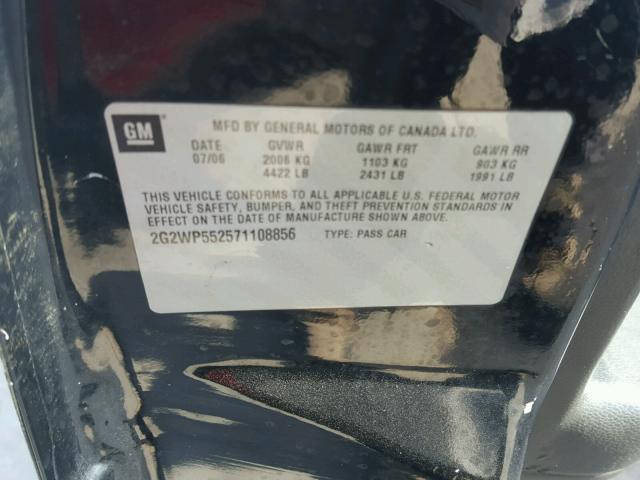 GM
MFD BY GENERAL MOTORS OF CANADA LTD.
DATE GVWR GAWR FRT GAWR RR
07/06 2006 KG 1103 KG 903 KG
4422 LB 2431 LB 1991 LB
THIS VEHICLE CONFORMS TO ALL APPLICABLE U.S. FEDERAL MOTOR
VEHICLE SAFETY, BUMPER, AND THEFT PREVENTION STANDARDS IN
EFFECT ON THE DATE OF MANUFACTURE SHOWN ABOVE.
2G2WP552571108856 TYPE: PASS CAR